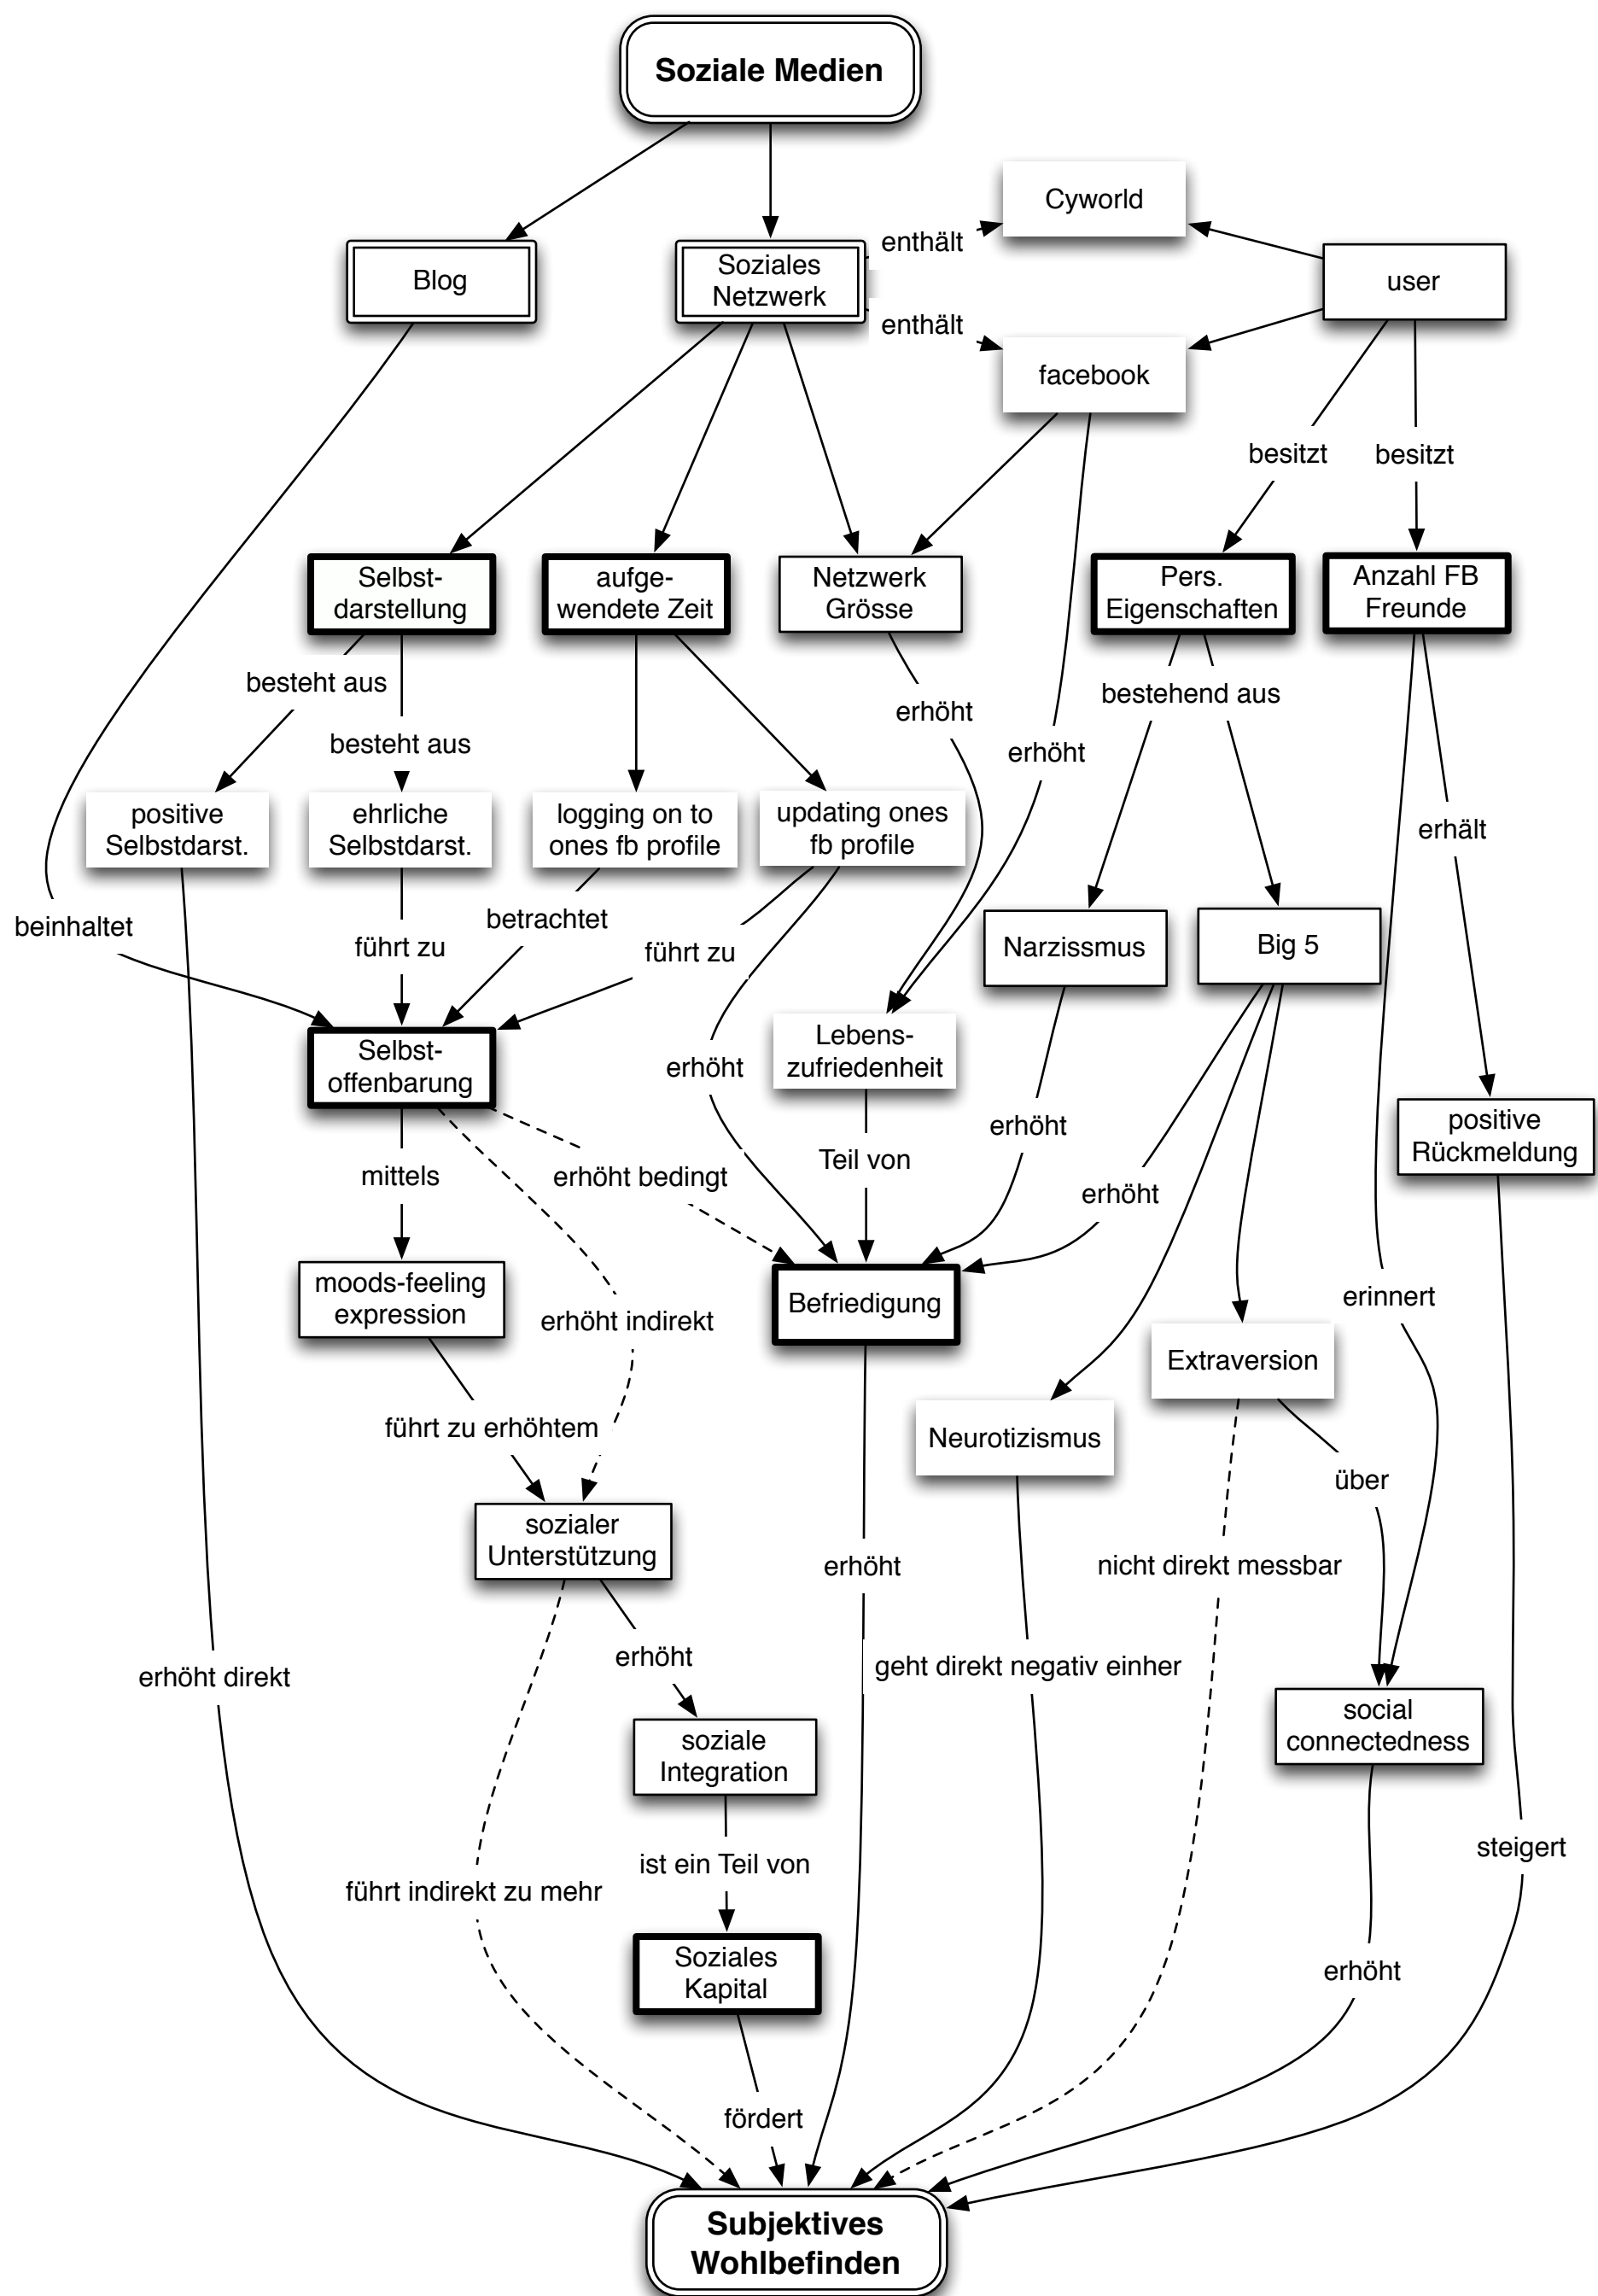 Soziale Medien
Cyworld
enthält
Blog
Soziales
Netzwerk
user
enthält
facebook
besitzt
besitzt
Selbst-
darstellung
aufge-
wendete Zeit
Netzwerk
Grösse
Pers.
Eigenschaften
Anzahl FB
Freunde
besteht aus
bestehend aus
erhöht
besteht aus
erhöht
positive
Selbstdarst.
ehrliche
Selbstdarst.
logging on to
ones fb profile
updating ones
fb profile
erhält
beinhaltet
betrachtet
führt zu
führt zu
Narzissmus
Big 5
Selbst-
offenbarung
erhöht
Lebens-
zufriedenheit
erhöht
positive
Rückmeldung
mittels
erhöht bedingt
Teil von
erhöht
moods-feeling
expression
erhöht indirekt
Befriedigung
erinnert
Extraversion
führt zu erhöhtem
Neurotizismus
über
sozialer
Unterstützung
erhöht
nicht direkt messbar
erhöht direkt
erhöht
geht direkt negativ einher
soziale
Integration
social
connectedness
ist ein Teil von
steigert
führt indirekt zu mehr
Soziales
Kapital
erhöht
fördert
Subjektives
Wohlbefinden